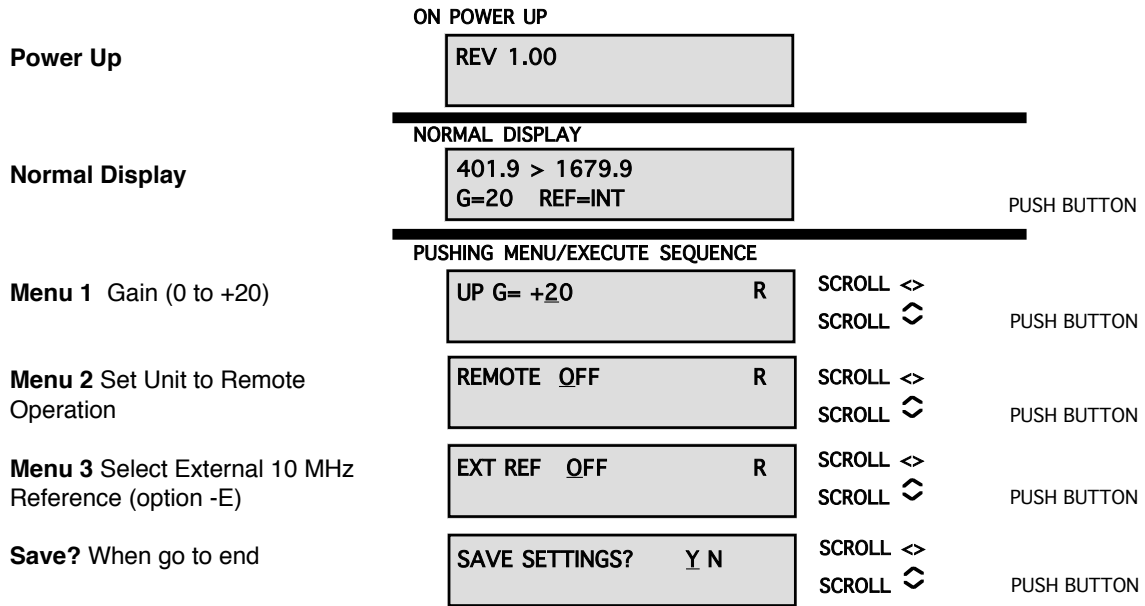 ON POWER UP
Power Up
REV 1.00
NORMAL DISPLAY
Normal Display
401.9 > 1679.9
G=20 REF=INT
PUSH BUTTON
PUSHING MENU/EXECUTE SEQUENCE
Menu 1 Gain (0 to +20)
UP G= +20 R
SCROLL <>
SCROLL
PUSH BUTTON
Menu 2 Set Unit to Remote
Operation
REMOTE OFF R
SCROLL <>
SCROLL
PUSH BUTTON
Menu 3 Select External 10 MHz
Reference (option -E)
EXT REF OFF R
SCROLL <>
SCROLL
PUSH BUTTON
Save? When go to end
SAVE SETTINGS? Y N
SCROLL <>
SCROLL
PUSH BUTTON